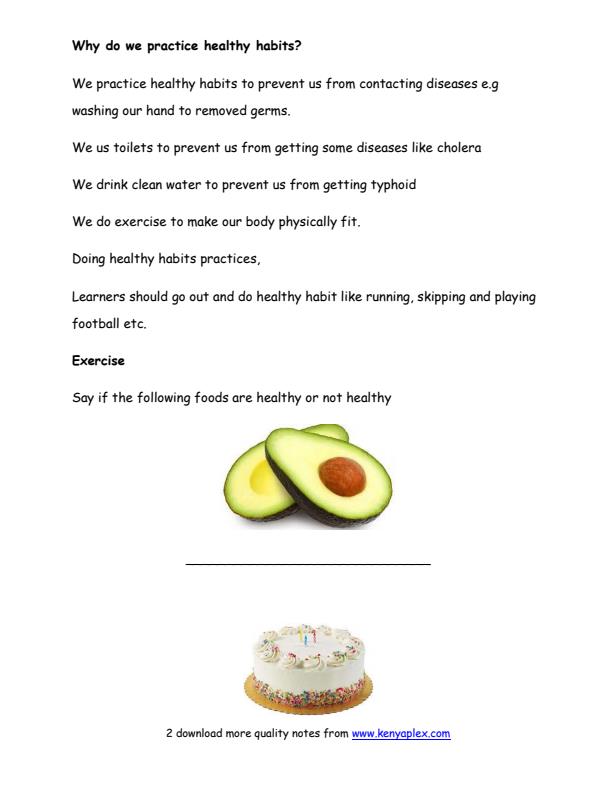 Why do we practice healthy habits?
We practice healthy habits to prevent us from contacting diseases e.g
washing our hand to removed germs.
We us toilets to prevent us from getting some diseases like cholera
We drink clean water to prevent us from getting typhoid
We do exercise to make our body physically fit.
Doing healthy habits practices,
Learners should go out and do healthy habit like running, skipping and playing
football etc.
Exercise
Say if the following foods are healthy or not healthy
2 download more quality notes from www.kenyaplex.com